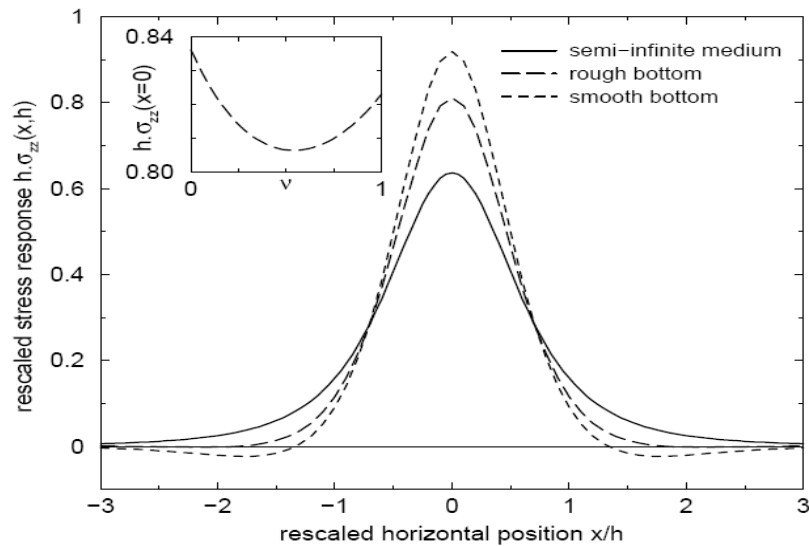 1
0.8
0.6
0.4
0.2
0
rescaled stress response h.σzz(x,h)
0.84
0.80
h.σzz(x=0)
0
ν
1
semi−infinite medium
rough bottom
smooth bottom
−3
−2
−1
0
1
2
3
rescaled horizontal position x/h